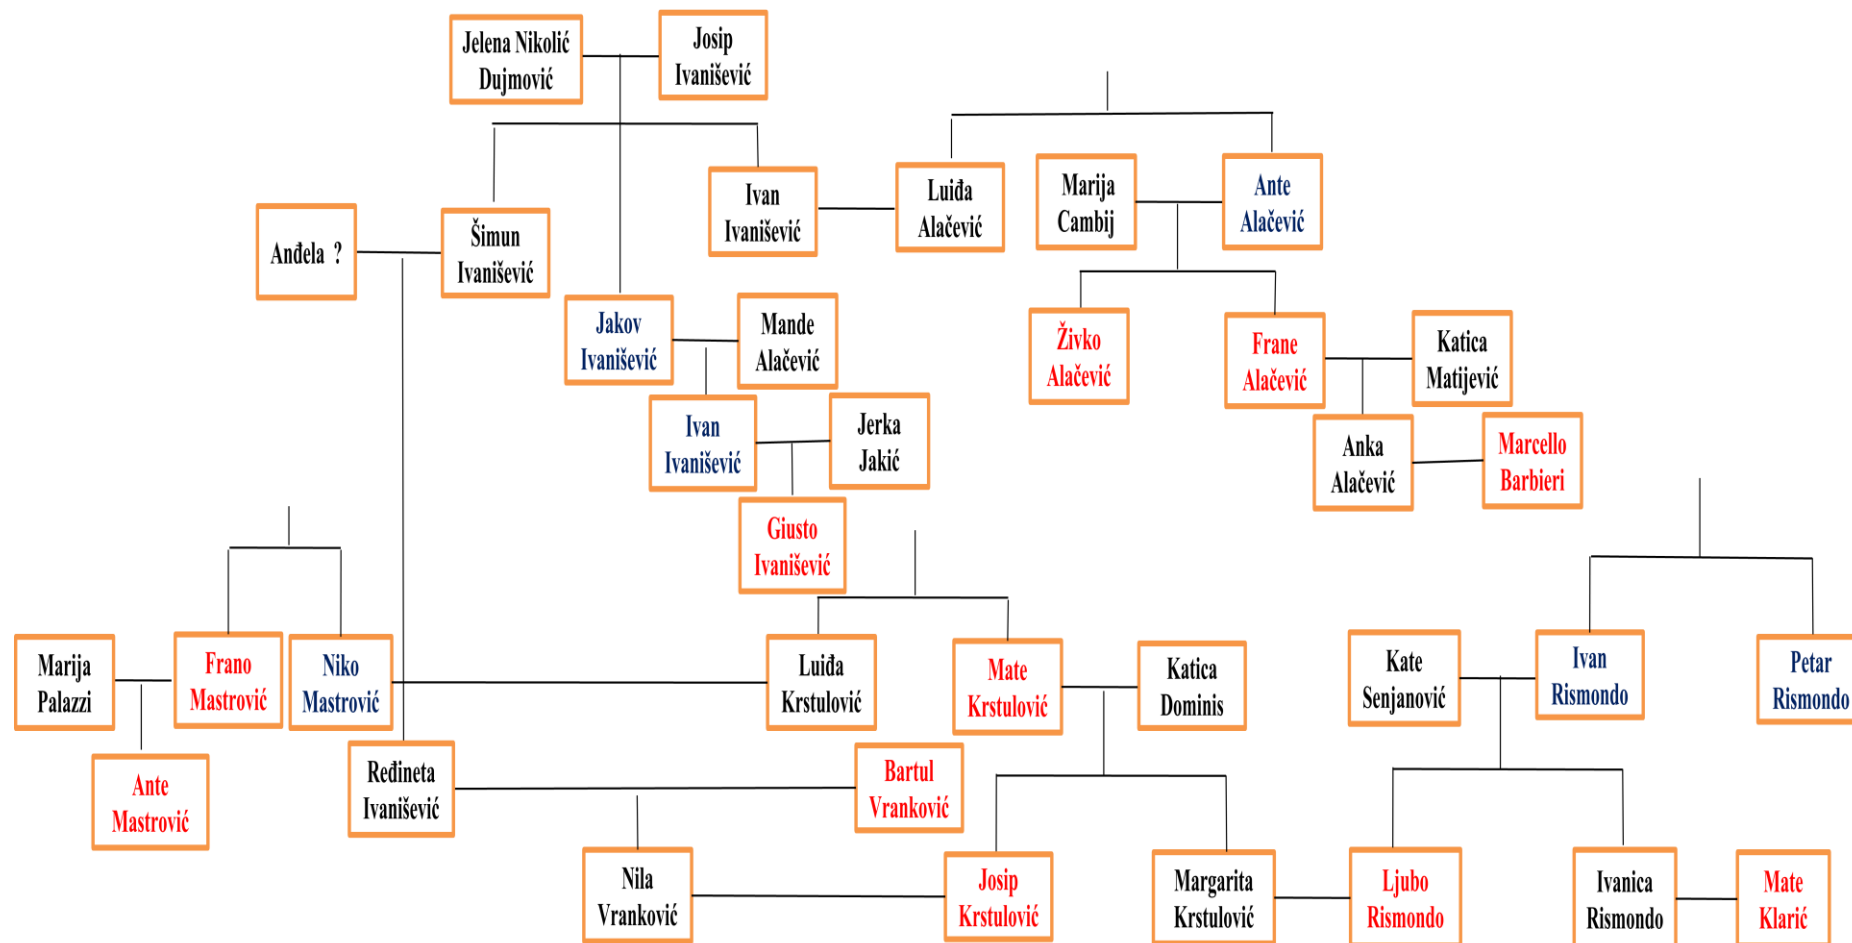 Jelena Nikolić
Dujmović
Josip
Ivanišević
Ivan
Ivanišević
Luiđa
Alačević
Marija
Cambij
Ante
Alačević
Anđela ?
Šimun
Ivanišević
Jakov
Ivanišević
Mande
Alačević
Živko
Alačević
Frane
Alačević
Katica
Matijević
Ivan
Ivanišević
Jerka
Jakić
Anka
Alačević
Marcello
Barbieri
Giusto
Ivanišević
Marija
Palazzi
Frano
Mastrović
Niko
Mastrović
Luiđa
Krstulović
Mate
Krstulović
Katica
Dominis
Kate
Senjanović
Ivan
Rismondo
Petar
Rismondo
Ante
Mastrović
Ređineta
Ivanišević
Bartul
Vranković
Nila
Vranković
Josip
Krstulović
Margarita
Krstulović
Ljubo
Rismondo
Ivanica
Rismondo
Mate
Klarić